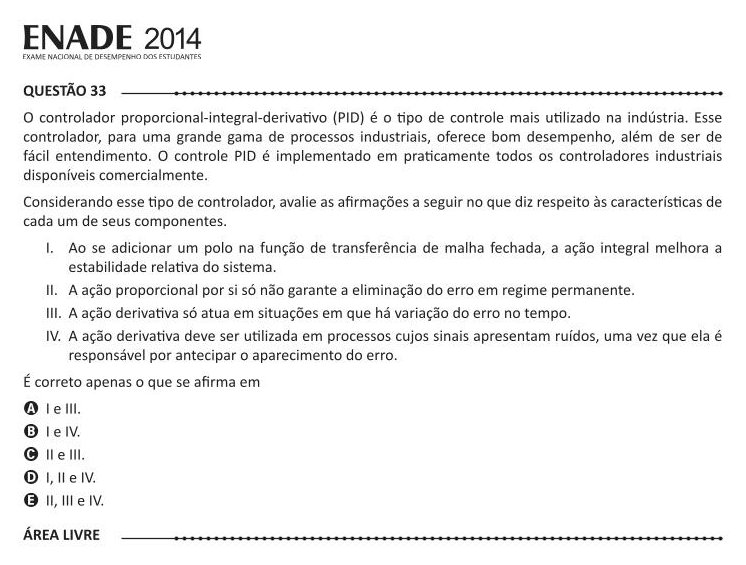 ENADE 2014
EXAME NACIONAL DE DESEMPENHO DOS ESTUDANTES
QUESTÃO 33
O controlador proporcional-integral-derivativo (PID) é o tipo de controle mais utilizado na indústria. Esse
controlador, para uma grande gama de processos industriais, oferece bom desempenho, além de ser de
fácil entendimento. O controle PID é implementado em praticamente todos os controladores industriais
disponíveis comercialmente.
Considerando esse tipo de controlador, avalie as afirmações a seguir no que diz respeito às características de
cada um de seus componentes.
I. Ao se adicionar um polo na função de transferência de malha fechada, a ação integral melhora a
estabilidade relativa do sistema.
II. A ação proporcional por si só não garante a eliminação do erro em regime permanente.
III. A ação derivativa só atua em situações em que há variação do erro no tempo.
IV. A ação derivativa deve ser utilizada em processos cujos sinais apresentam ruídos, uma vez que ela é
responsável por antecipar o aparecimento do erro.
É correto apenas o que se afirma em
A I e III.
B I e IV.
C II e III.
D I, II e IV.
E II, III e IV.
ÁREA LIVRE